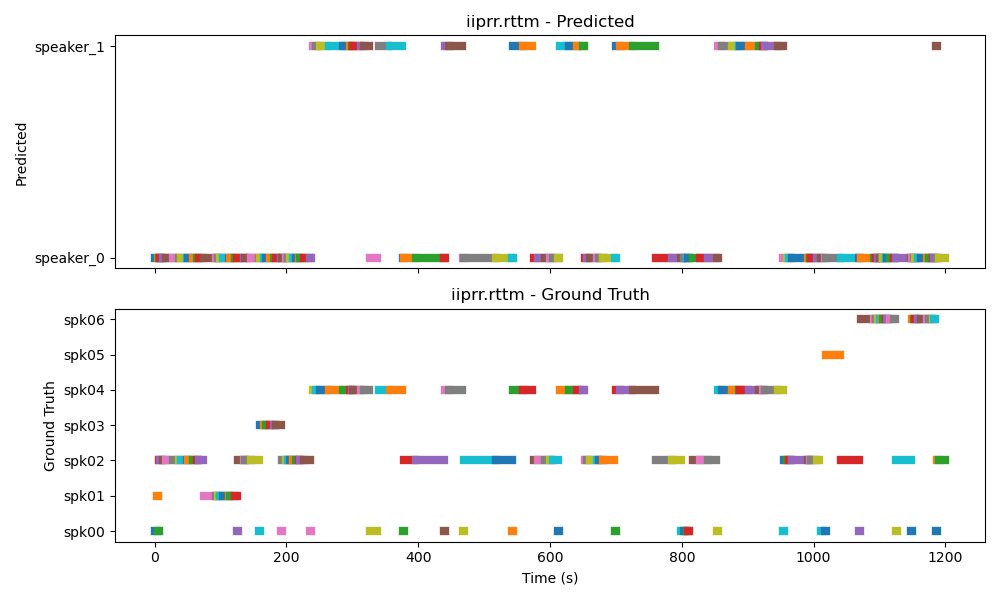 iiprr.rttm - Predicted
speaker_1
Predicted
speaker_0
iiprr.rttm - Ground Truth
spk06
spk05
spk04
spk03
Ground Truth
spk02
spk01
spk00
0 200 400 600 800 1000 1200
Time (s)